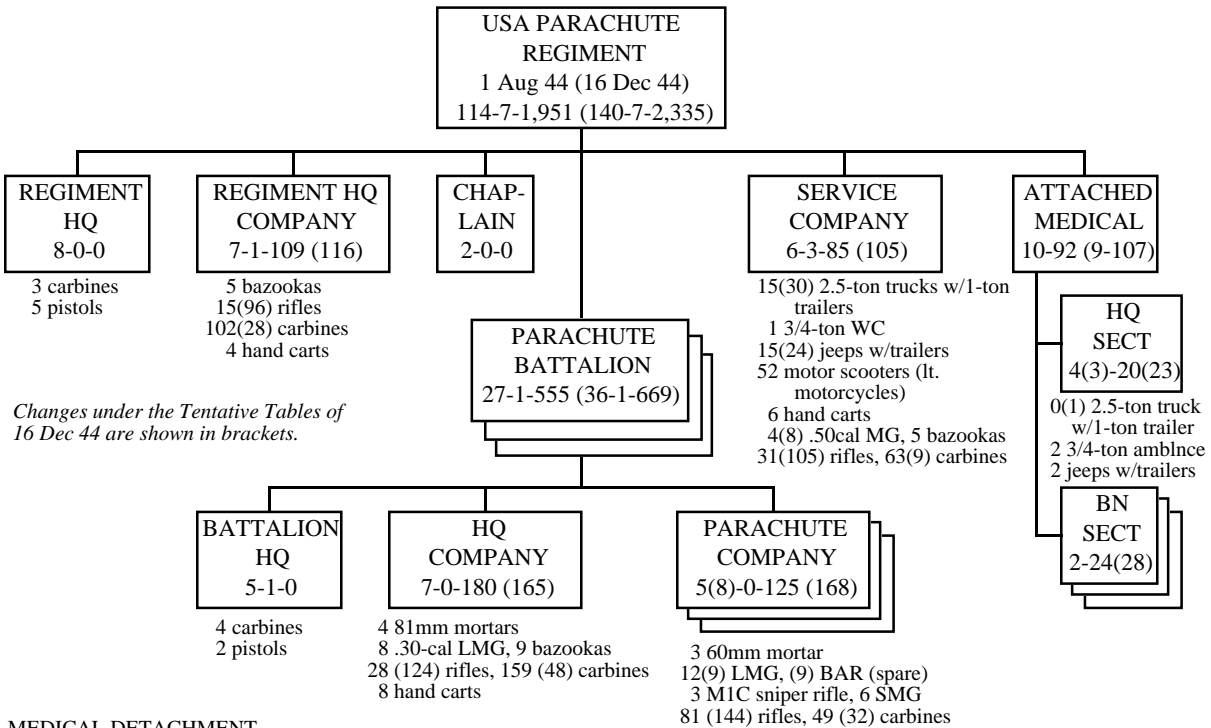 USA PARACHUTE
REGIMENT
1 Aug 44 (16 Dec 44)
114-7-1,951 (140-7-2,335)
REGIMENT
HQ
8-0-0
3 carbines
5 pistols
REGIMENT HQ
COMPANY
7-1-109 (116)
5 bazookas
15(96) rifles
102(28) carbines
4 hand carts
CHAP-
LAIN
2-0-0
SERVICE
COMPANY
6-3-85 (105)
15(30) 2.5-ton trucks w/1-ton
trailers
1 3/4-ton WC
15(24) jeeps w/trailers
52 motor scooters (lt.
motorcycles)
6 hand carts
4(8) .50cal MG, 5 bazookas
31(105) rifles, 63(9) carbines
ATTACHED
MEDICAL
10-92 (9-107)
HQ
SECT
4(3)-20(23)
0(1) 2.5-ton truck
w/1-ton trailer
2 3/4-ton amblnce
2 jeeps w/trailers
BN
SECT
2-24(28)
PARACHUTE
BATTALION
27-1-555 (36-1-669)
Changes under the Tentative Tables of
16 Dec 44 are shown in brackets.
BATTALION
HQ
5-1-0
4 carbines
2 pistols
HQ
COMPANY
7-0-180 (165)
4 81mm mortars
8 .30-cal LMG, 9 bazookas
28 (124) rifles, 159 (48) carbines
8 hand carts
PARACHUTE
COMPANY
5(8)-0-125 (168)
3 60mm mortar
12(9) LMG, (9) BAR (spare)
3 M1C sniper rifle, 6 SMG
81 (144) rifles, 49 (32) carbines
MEDICAL DETACHMENT